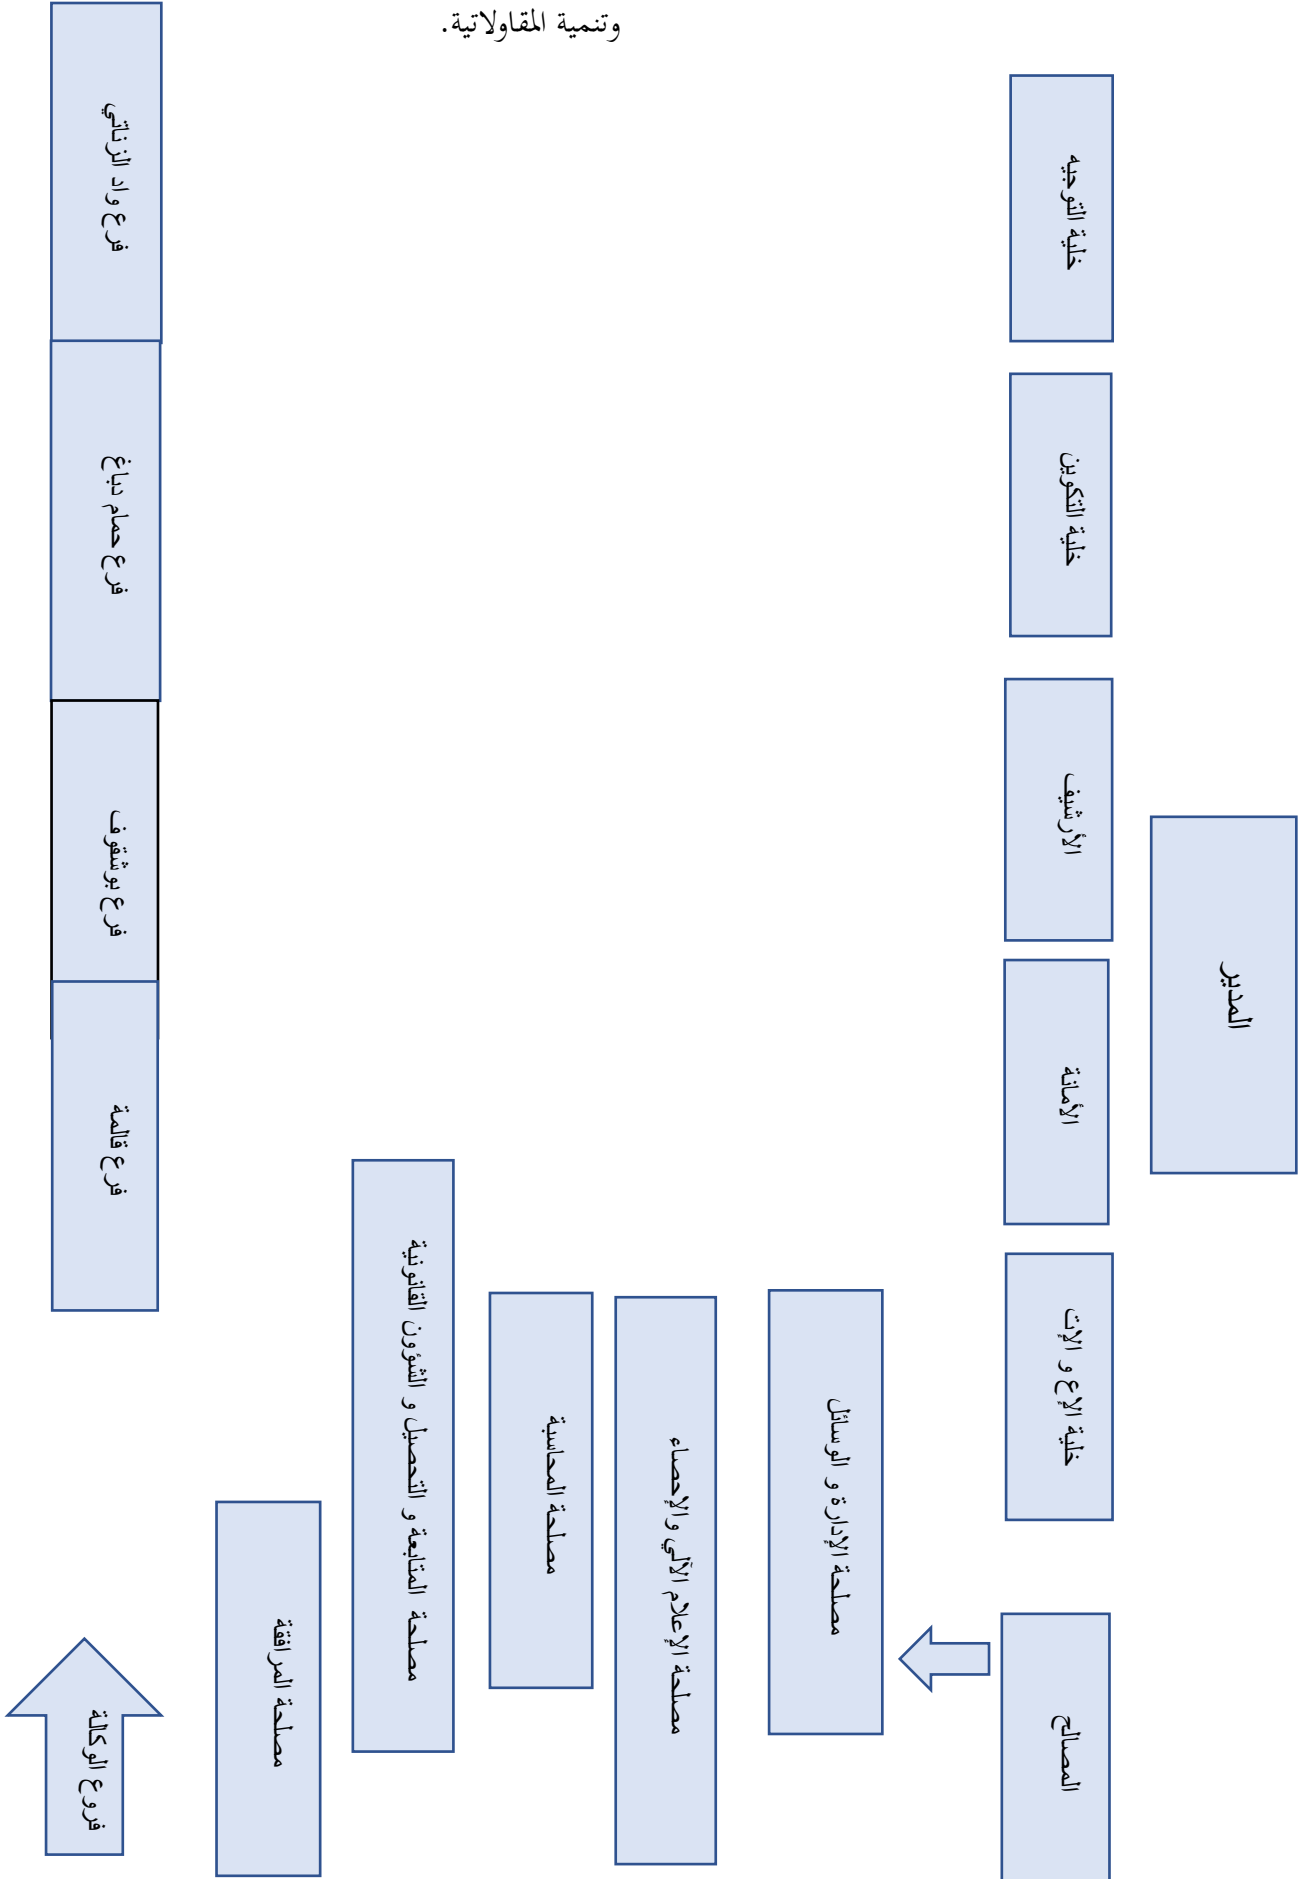 وتنمية المقاولاتية.
المدير
خلية التوجيه
خلية التكوين
الأرشيف
الأمانة
خلية الإع و الإت
المصالح
مصلحة الإدارة و الوسائل
مصلحة الإعلام الآلي والإحصاء
مصلحة المحاسبة
مصلحة المتابعة و التحصيل و الشؤون القانونية
مصلحة المرافقة
فرع واد الزناتي
فرع حمام دباغ
فرع بوشقوف
فرع قالمة
فروع الوكالة